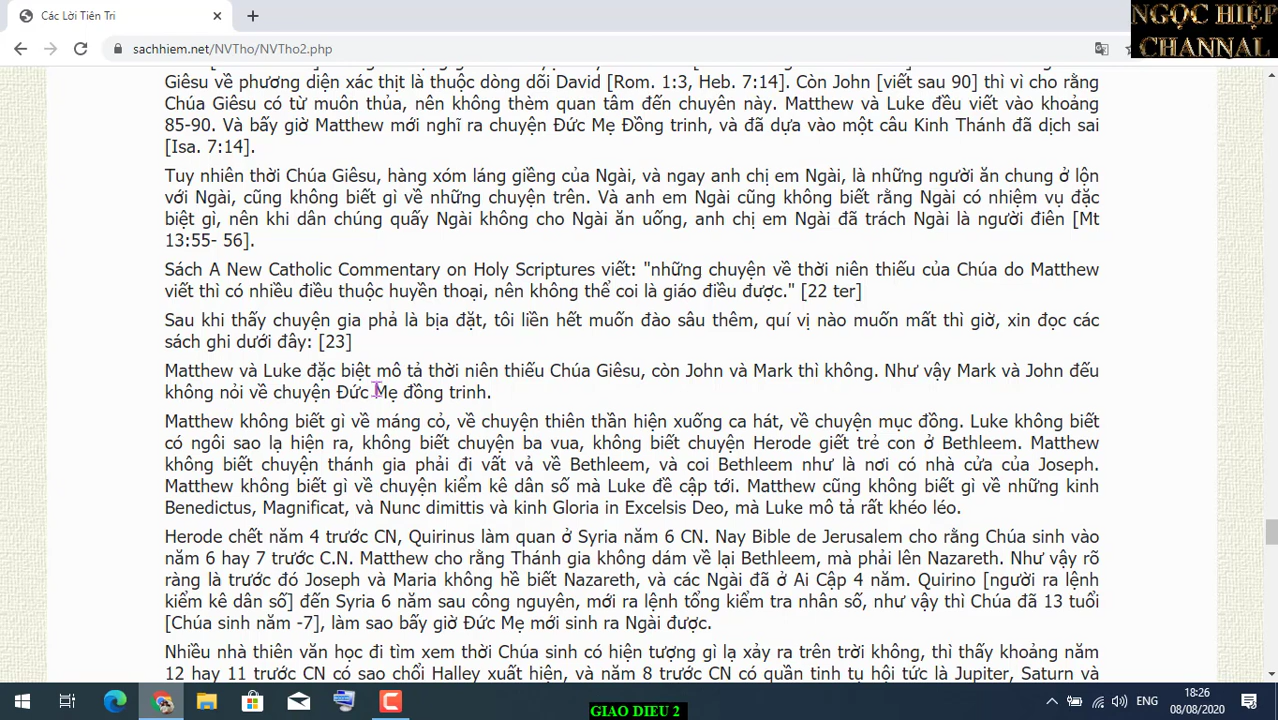 Các Lời Tiên Tri
NGỌC HIỆP
CHANNAL
sachhiem.net/NVTho/NVTho2.php
Giêsu về phương diện xác thịt là thuộc dòng dõi David [Rom. 1:3, Heb. 7:14]. Còn John [viết sau 90] thì vì cho rằng
Chúa Giêsu có từ muôn thủa, nên không thèm quan tâm đến chuyện này. Matthew và Luke đều viết vào khoảng
85-90. Và bấy giờ Matthew mới nghĩ ra chuyện Đức Mẹ Đồng trinh, và đã dựa vào một câu Kinh Thánh đã dịch sai
[Isa. 7:14].
Tuy nhiên thời Chúa Giêsu, hàng xóm láng giềng của Ngài, và ngay anh chị em Ngài, là những người ăn chung ở lộn
với Ngài, cũng không biết gì về những chuyện trên. Và anh em Ngài cũng không biết rằng Ngài có nhiệm vụ đặc
biệt gì, nên khi dân chúng quấy Ngài không cho Ngài ăn uống, anh chị em Ngài đã trách Ngài là người điên [Mt
13:55- 56].
Sách A New Catholic Commentary on Holy Scriptures viết: "những chuyện về thời niên thiếu của Chúa do Matthew
viết thì có nhiều điều thuộc huyền thoại, nên không thể coi là giáo điều được." [22 ter]
Sau khi thấy chuyện gia phả là bịa đặt, tôi liền hết muốn đào sâu thêm, quí vị nào muốn mất thì giờ, xin đọc các
sách ghi dưới đây: [23]
Matthew và Luke đặc biệt mô tả thời niên thiếu Chúa Giêsu, còn John và Mark thì không. Như vậy Mark và John đếu
không nói về chuyện Đức Mẹ đồng trinh.
Matthew không biết gì về máng cỏ, về chuyện thiên thần hiện xuống ca hát, về chuyện mục đồng. Luke không biết
có ngôi sao lạ hiện ra, không biết chuyện ba vua, không biết chuyện Herode giết trẻ con ở Bethleem. Matthew
không biết chuyện thánh gia phải đi vất vả về Bethleem, và coi Bethleem như là nơi có nhà cửa của Joseph.
Matthew không biết gì về chuyện kiểm kê dân số mà Luke đề cập tới. Matthew cũng không biết gì về những kinh
Benedictus, Magnificat, và Nunc dimittis và kinh Gloria in Excelsis Deo, mà Luke mô tả rất khéo léo.
Herode chết năm 4 trước CN, Quirinus làm quan ở Syria năm 6 CN. Nay Bible de Jerusalem cho rằng Chúa sinh vào
năm 6 hay 7 trước C.N. Matthew cho rằng Thánh gia không dám về lại Bethleem, mà phải lên Nazareth. Như vậy rõ
ràng là trước đó Joseph và Maria không hề biết Nazareth, và các Ngài đã ở Ai Cập 4 năm. Quirino [người ra lệnh
kiểm kê dân số] đến Syria 6 năm sau công nguyên, mới ra lệnh tổng kiểm tra nhân số, như vậy thì Chúa đã 13 tuổi
[Chúa sinh năm -7], làm sao bấy giờ Đức Mẹ mới sinh ra Ngài được.
Nhiều nhà thiên văn học đi tìm xem thời Chúa sinh có hiện tượng gì lạ xảy ra trên trời không, thì thấy khoảng năm
12 hay 11 trước CN có sao chổi Halley xuất hiện, và năm 8 trước CN có quần tinh tụ hội tức là Jupiter, Saturn và
ENG
18:26
08/08/2020
GIAO DIEU 2